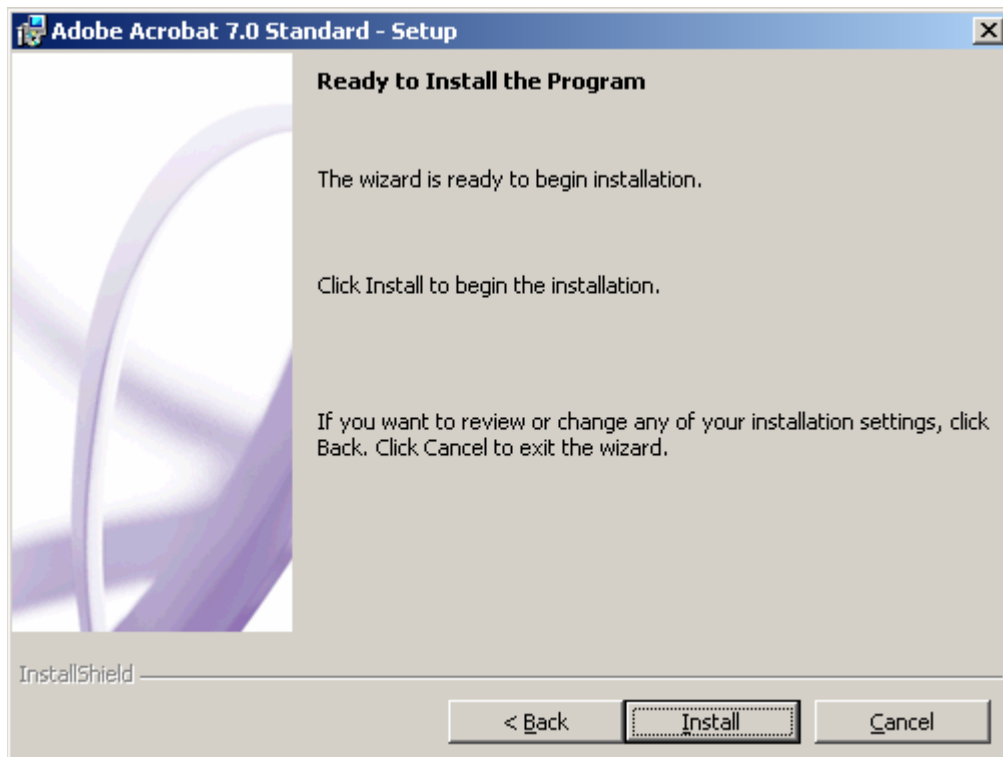 Adobe Acrobat 7.0 Standard - Setup
Ready to Install the Program
The wizard is ready to begin installation.
Click Install to begin the installation.
If you want to review or change any of your installation settings, click
Back. Click Cancel to exit the wizard.
InstallShield
< Back Install Cancel